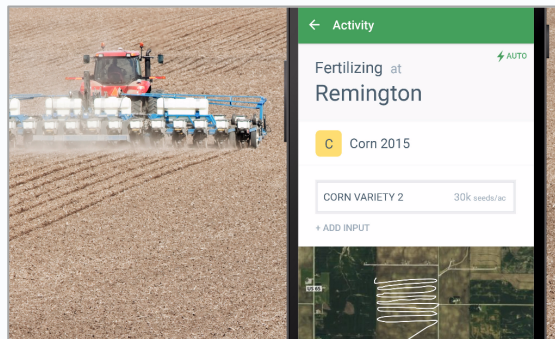 ← Activity
AUTO
Fertilizing at
Remington
C Corn 2015
CORN VARIETY 2 30k seeds/ac
+ ADD INPUT
US 65